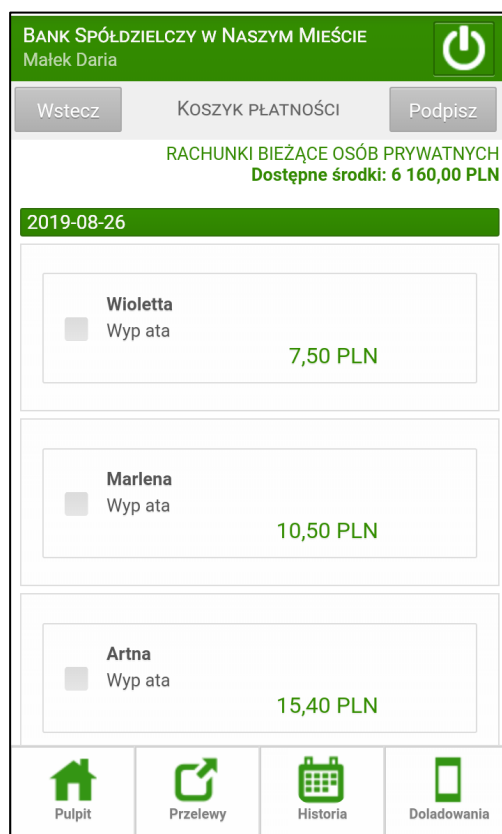 BANK SPÓŁDZIELCZY W NASZYM MIEŚCIE
Małek Daria
Wstecz
KOSZYK PŁATNOŚCI
Podpisz
RACHUNKI BIEŻĄCE OSÓB PRYWATNYCH
Dostępne środki: 6 160,00 PLN
2019-08-26
Wioletta
Wyp ata
7,50 PLN
Marlena
Wyp ata
10,50 PLN
Artna
Wyp ata
15,40 PLN
Pulpit
Przelewy
Historia
Doladowania